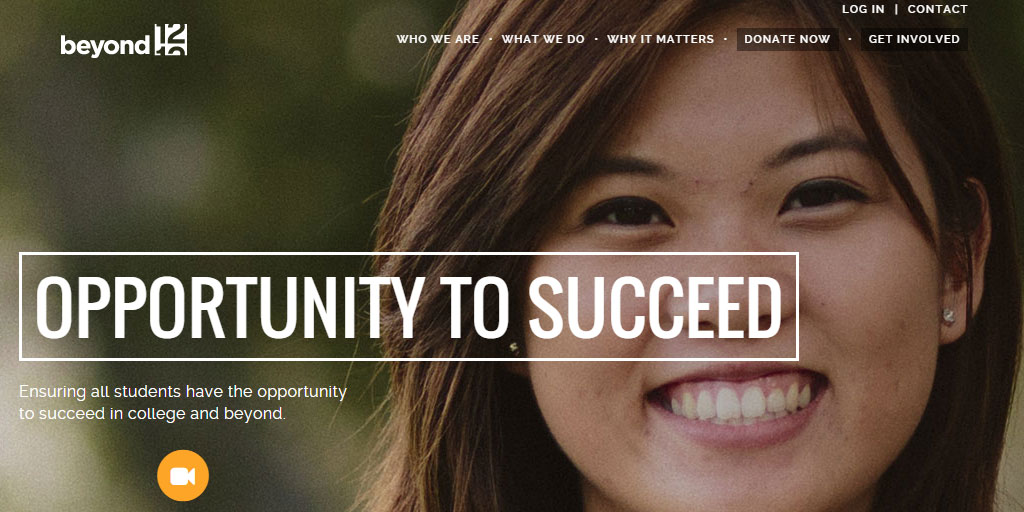 LOG IN | CONTACT
beyond 12
WHO WE ARE · WHAT WE DO · WHY IT MATTERS · DONATE NOW · GET INVOLVED
OPPORTUNITY TO SUCCEED
Ensuring all students have the opportunity
to succeed in college and beyond.